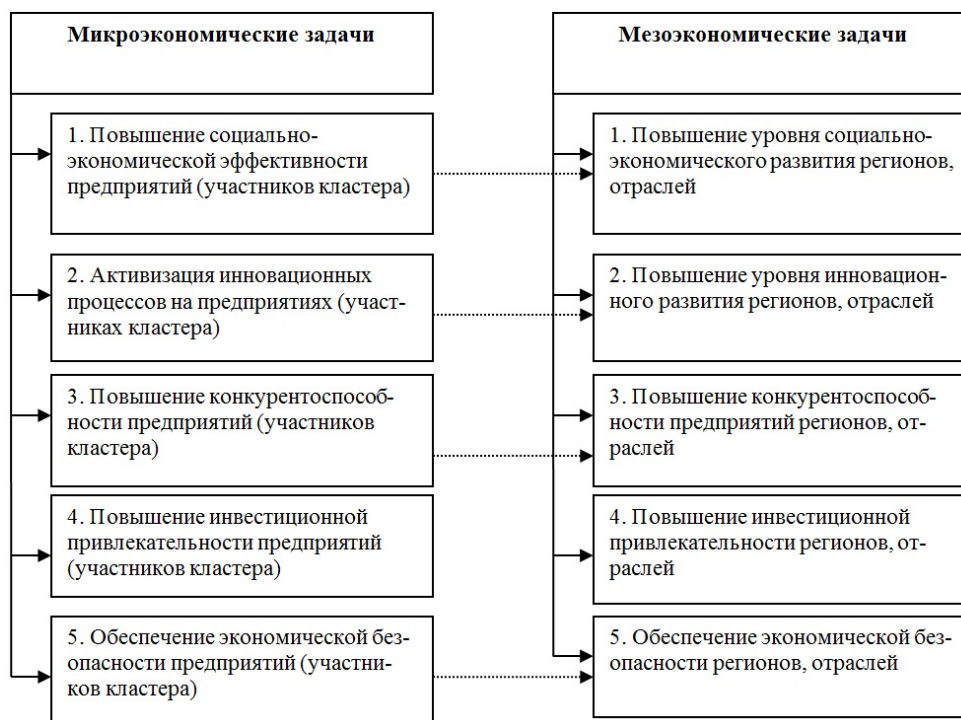 Микроэкономические задачи
1. Повышение социально-
экономической эффективности
предприятий (участников кластера)
2. Активизация инновационных
процессов на предприятиях (участ-
никах кластера)
3. Повышение конкурентоспособ-
ности предприятий (участников
кластера)
4. Повышение инвестиционной
привлекательности предприятий
(участников кластера)
5. Обеспечение экономической без-
опасности предприятий (участни-
ков кластера)
Мезоэкономические задачи
1. Повышение уровня социально-
экономического развития регионов,
отраслей
2. Повышение уровня инновацион-
ного развития регионов, отраслей
3. Повышение конкурентоспособ-
ности предприятий регионов, от-
раслей
4. Повышение инвестиционной
привлекательности регионов, от-
раслей
5. Обеспечение экономической без-
опасности регионов, отраслей